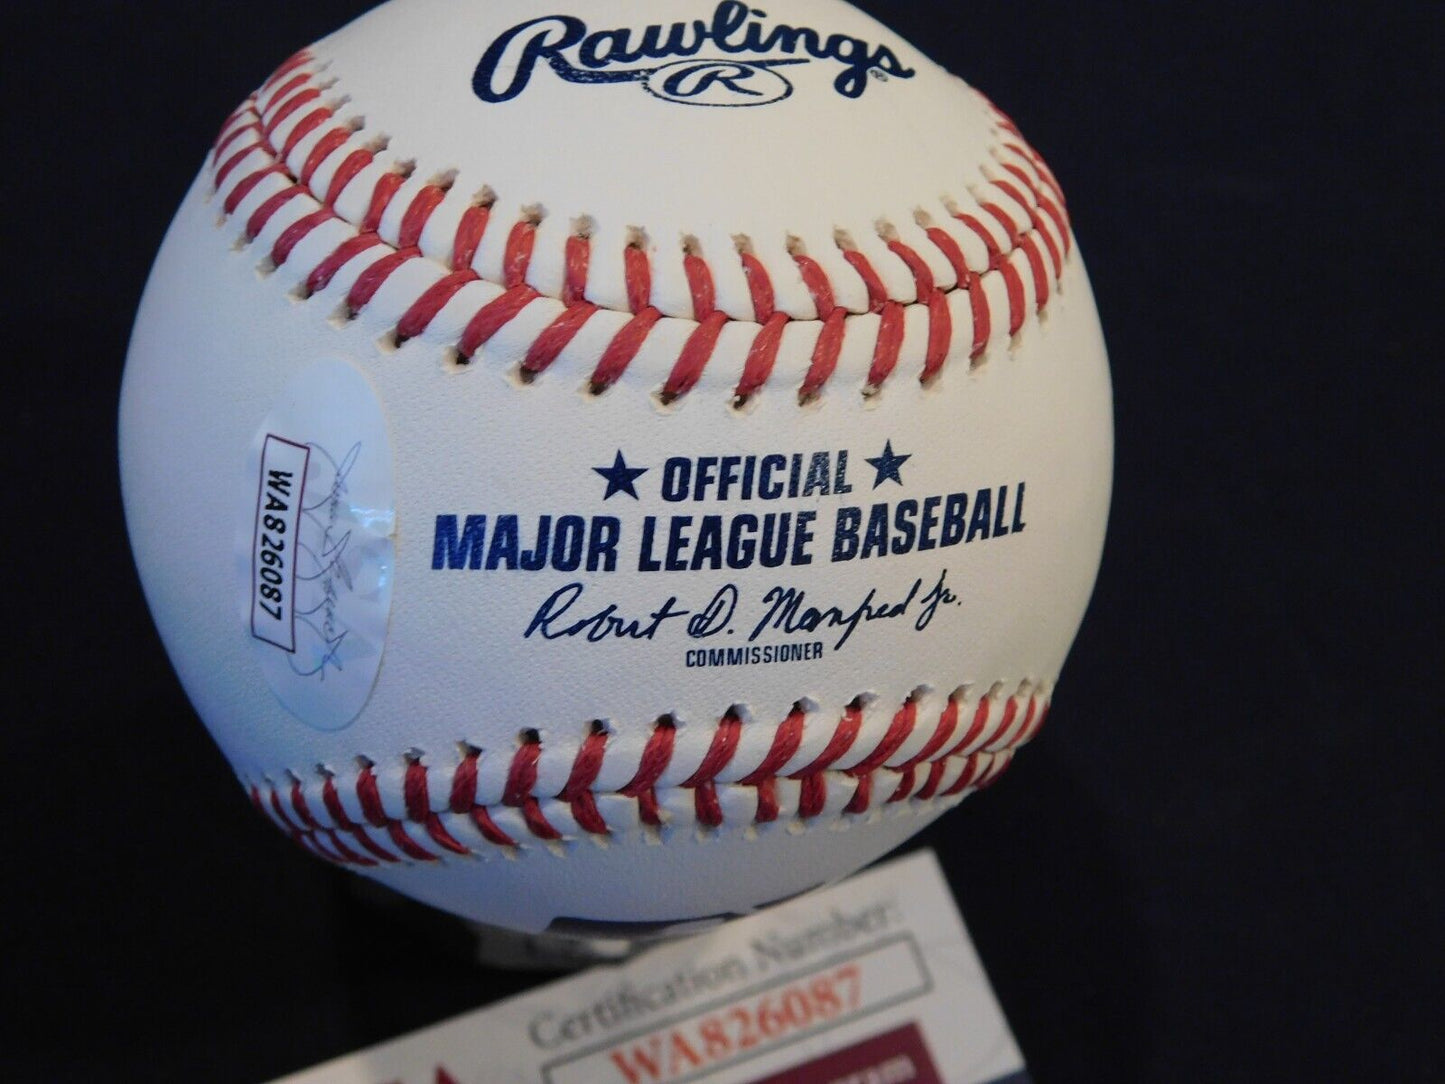 Rawlings®
R
OFFICIAL
MAJOR LEAGUE BASEBALL
Robert D. Manfred Jr.
COMMISSIONER
WA826087
Certification Number
WA826087